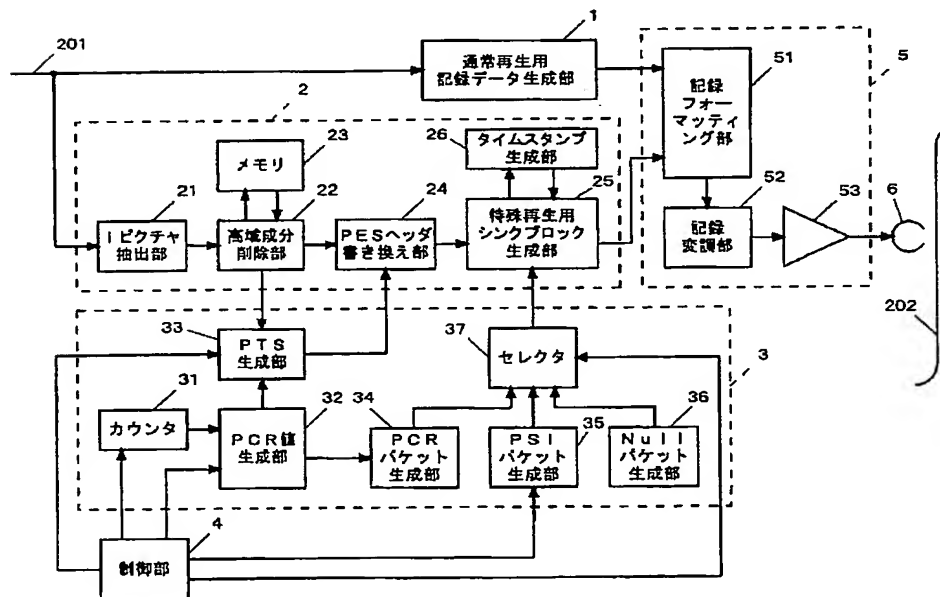 1
201
通常再生用
記録データ生成部
51
5
2
記録
フォー
マッティ
ング部
23
26
タイムスタンプ
生成部
メモリ
21
22
24
25
52
53
6
Iピクチャ
抽出部
高域成分
削除部
PESヘッダ
書き換え部
特殊再生用
シンクブロック
生成部
記録
変調部
33
37
202
PTS
生成部
セレクタ
3
31
32
34
35
36
カウンタ
PCR値
生成部
PCR
パケット
生成部
PSI
パケット
生成部
Null
パケット
生成部
4
制御部